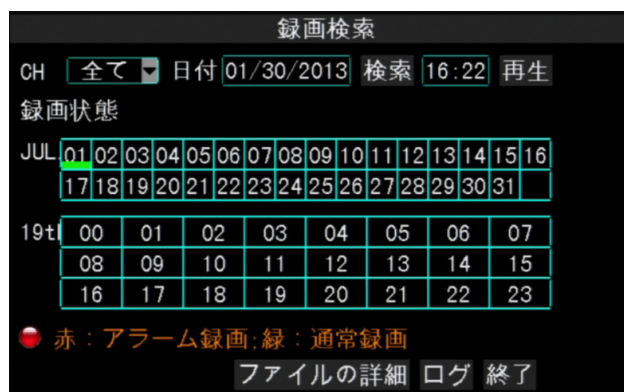 録画検索
CH 全て 日付 01/30/2013 検索 16:22 再生
録画状態
JUL. 01 02 03 04 05 06 07 08 09 10 11 12 13 14 15 16
17 18 19 20 21 22 23 24 25 26 27 28 29 30 31
19th 00 01 02 03 04 05 06 07
08 09 10 11 12 13 14 15
16 17 18 19 20 21 22 23
赤：アラーム録画;緑：通常録画
ファイルの詳細 ログ 終了